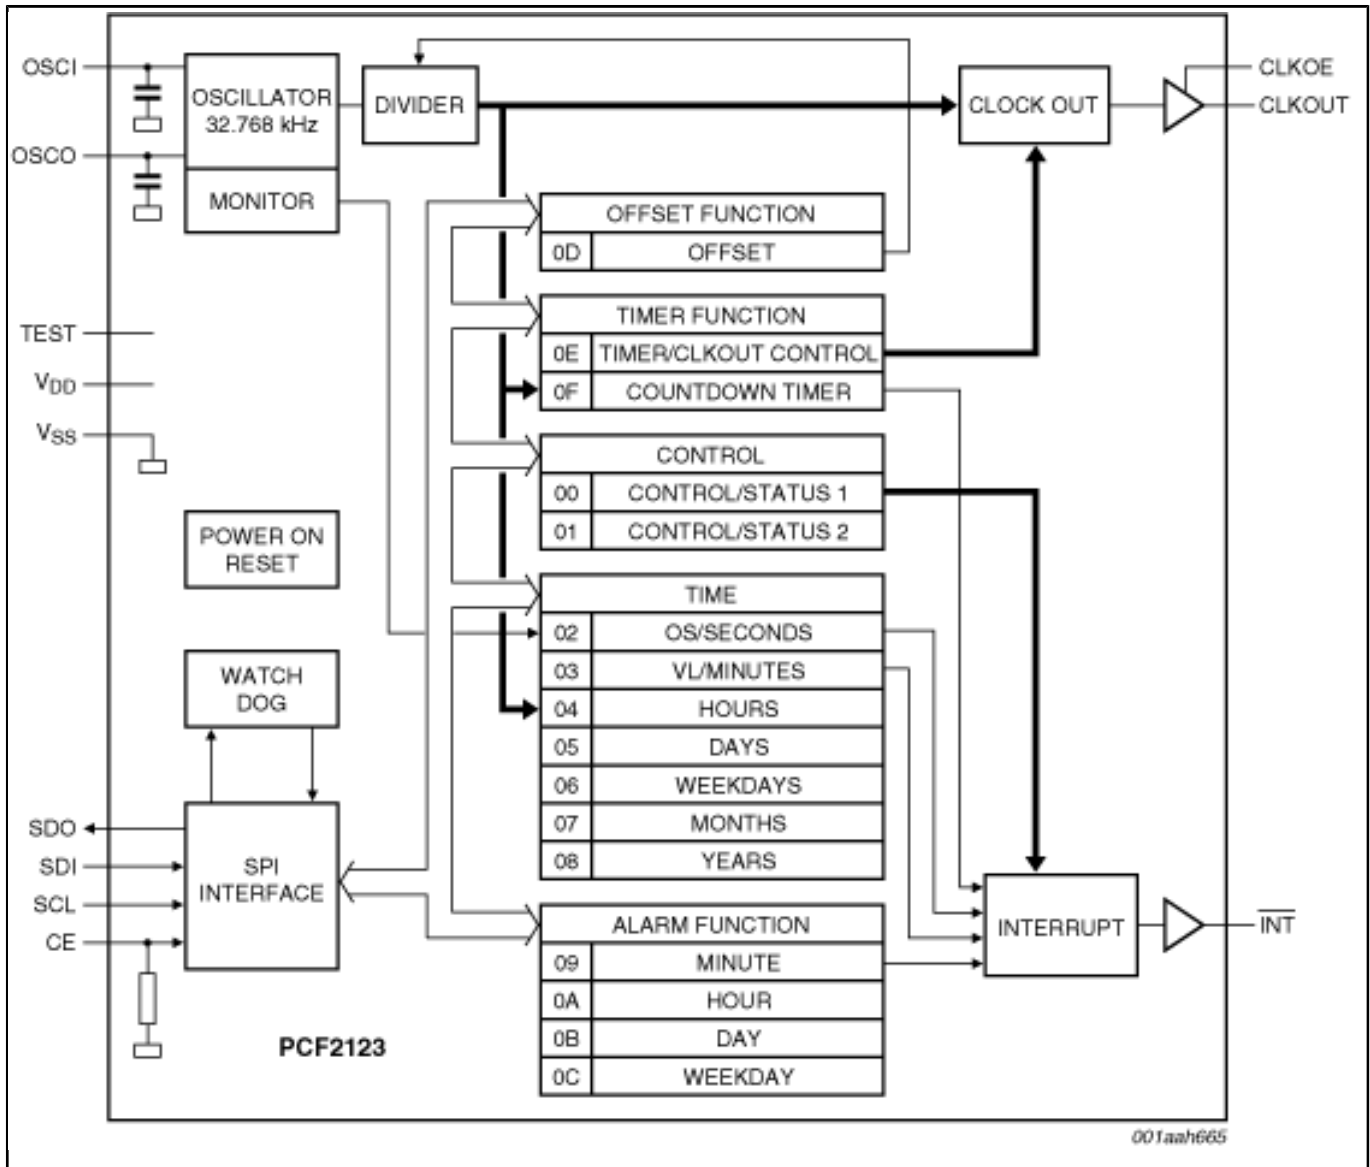 OSCI
OSCO
TEST
VDD
VSS
SDO
SDI
SCL
CE
OSCILLATOR
32.768 kHz
MONITOR
DIVIDER
POWER ON
RESET
WATCH
DOG
SPI
INTERFACE
PCF2123
OFFSET FUNCTION
0D OFFSET
TIMER FUNCTION
0E TIMER/CLKOUT CONTROL
0F COUNTDOWN TIMER
CONTROL
00 CONTROL/STATUS 1
01 CONTROL/STATUS 2
TIME
02 OS/SECONDS
03 VL/MINUTES
04 HOURS
05 DAYS
06 WEEKDAYS
07 MONTHS
08 YEARS
ALARM FUNCTION
09 MINUTE
0A HOUR
0B DAY
0C WEEKDAY
CLOCK OUT
INTERRUPT
CLKOE
CLKOUT
INT
001aah665